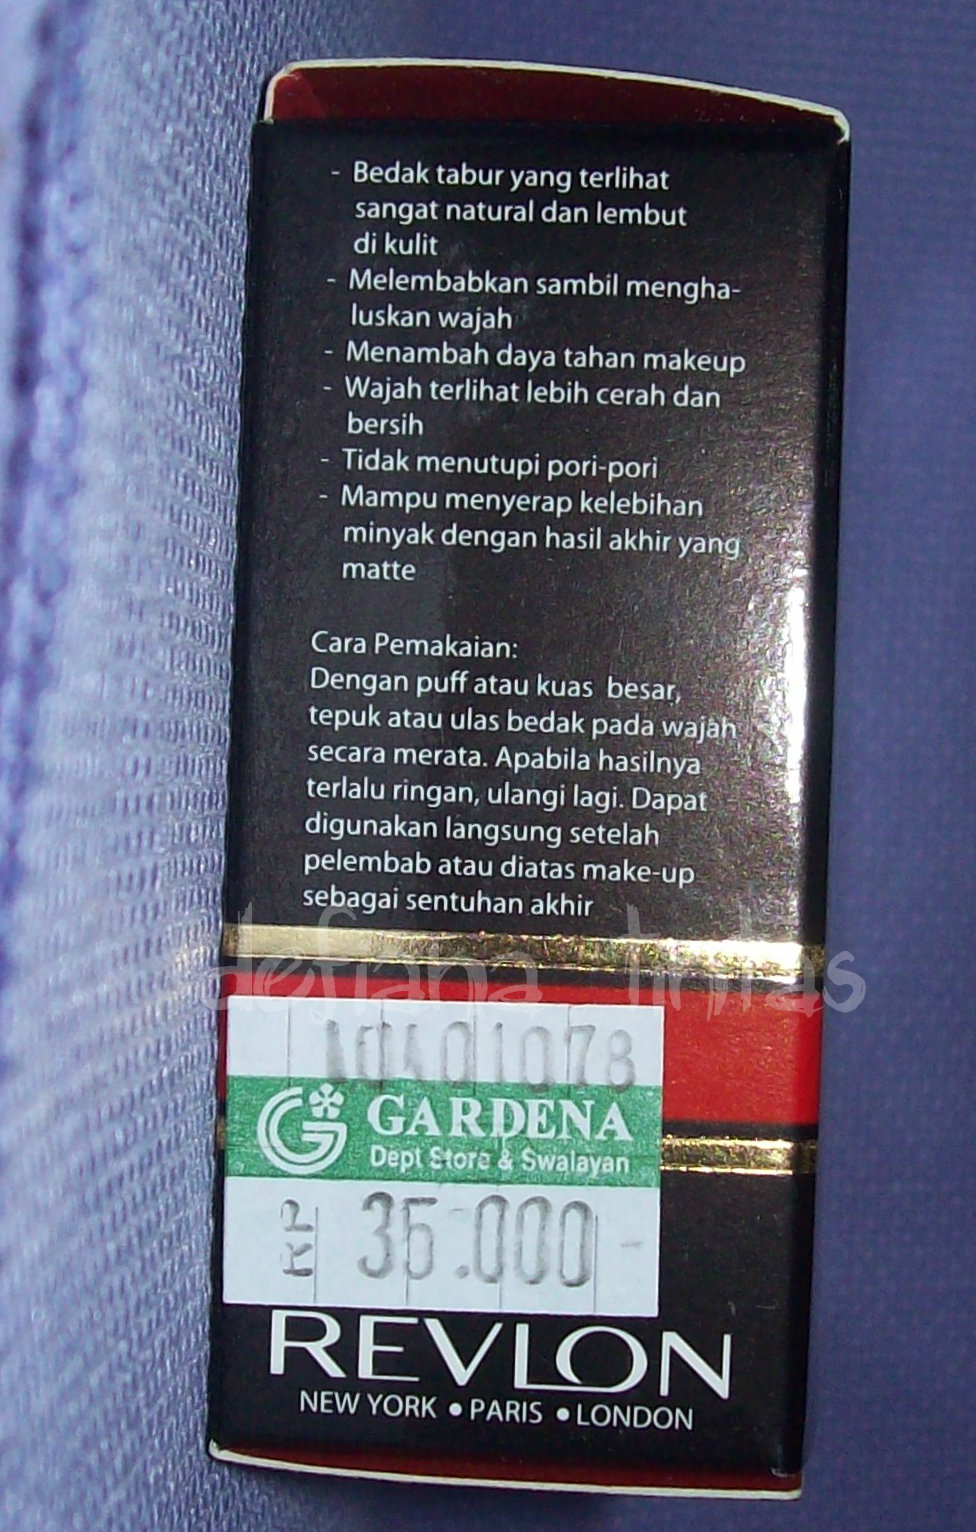 - Bedak tabur yang terlihat
sangat natural dan lembut
di kulit
- Melembabkan sambil mengha-
luskan wajah
- Menambah daya tahan makeup
- Wajah terlihat lebih cerah dan
bersih
- Tidak menutupi pori-pori
- Mampu menyerap kelebihan
minyak dengan hasil akhir yang
matte
Cara Pemakaian:
Dengan puff atau kuas besar,
tepuk atau ulas bedak pada wajah
secara merata. Apabila hasilnya
terlalu ringan, ulangi lagi. Dapat
digunakan langsung setelah
pelembab atau diatas make-up
sebagai sentuhan akhir
defiana tintas
GARDENA
Dept Store & Swalayan
RP 35.000 -
REVLON
NEW YORK • PARIS • LONDON